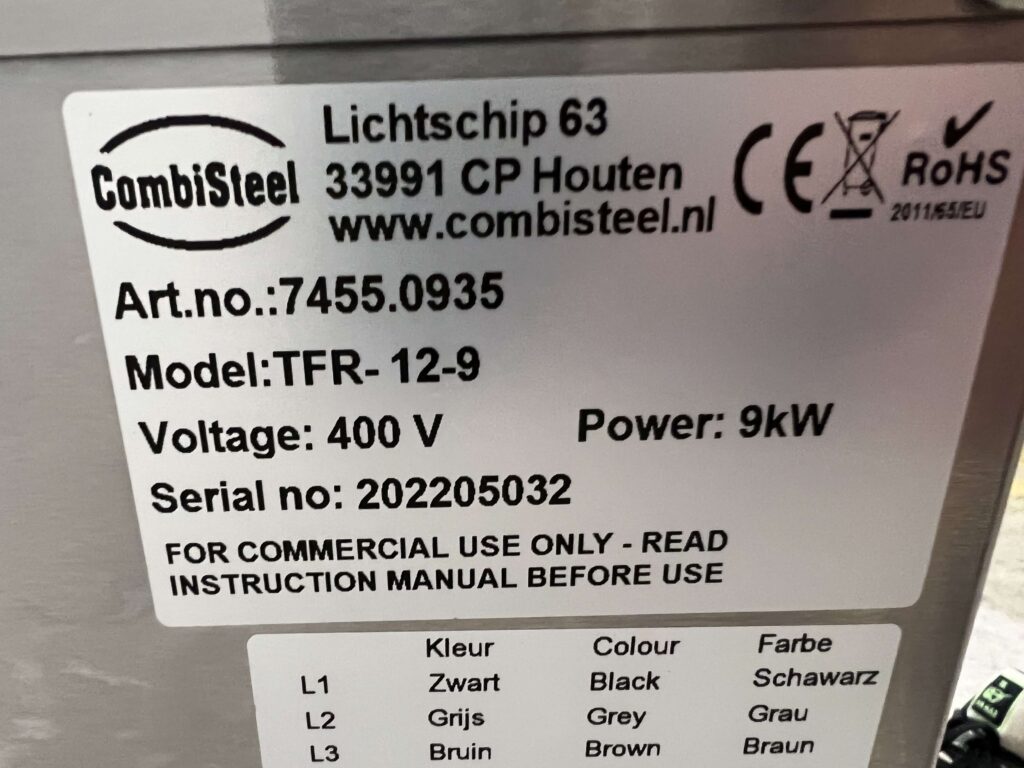 CombiSteel
Lichtschip 63
33991 CP Houten
www.combisteel.nl
CE
RoHS
2011/65/EU
Art.no.:7455.0935
Model:TFR- 12-9
Voltage: 400 V Power: 9kW
Serial no: 202205032
FOR COMMERCIAL USE ONLY - READ
INSTRUCTION MANUAL BEFORE USE
Kleur Colour Farbe
L1 Zwart Black Schawarz
L2 Grijs Grey Grau
L3 Bruin Brown Braun